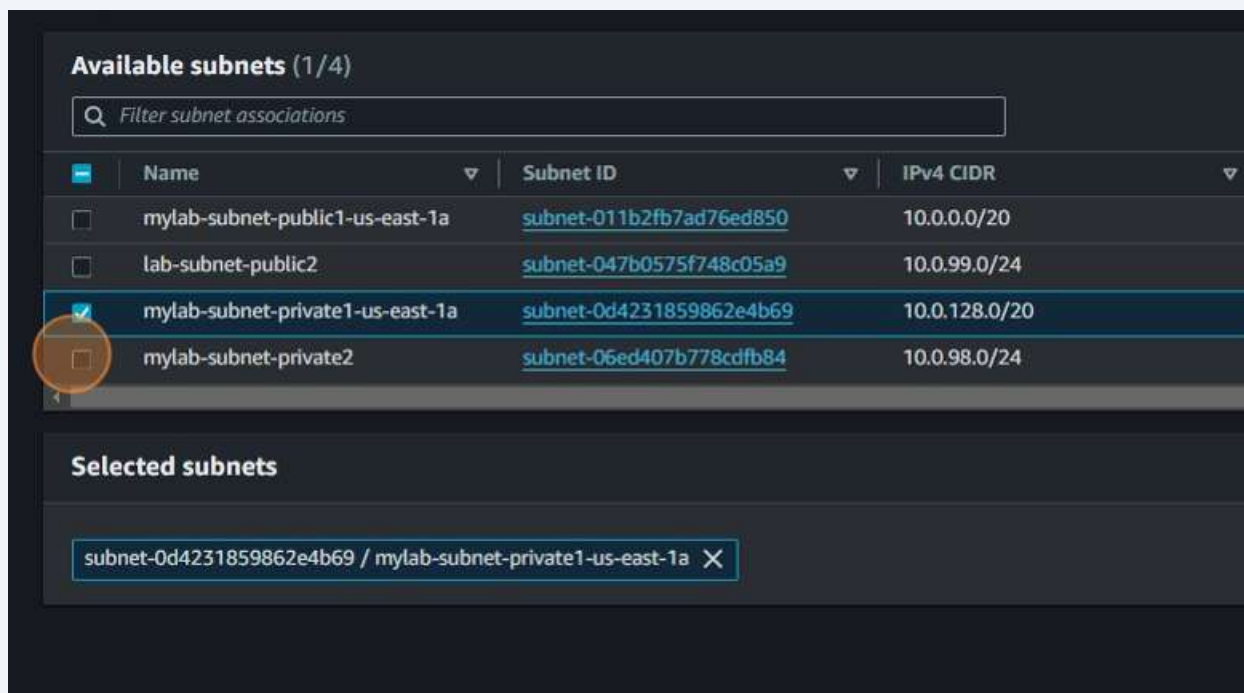 Available subnets (1/4)
Filter subnet associations
Name Subnet ID IPv4 CIDR
mylab-subnet-public1-us-east-1a subnet-011b2fb7ad76ed850 10.0.0.0/20
lab-subnet-public2 subnet-047b0575f748c05a9 10.0.99.0/24
mylab-subnet-private1-us-east-1a subnet-0d4231859862e4b69 10.0.128.0/20
mylab-subnet-private2 subnet-06ed407b778cdfb84 10.0.98.0/24
Selected subnets
subnet-0d4231859862e4b69 / mylab-subnet-private1-us-east-1a